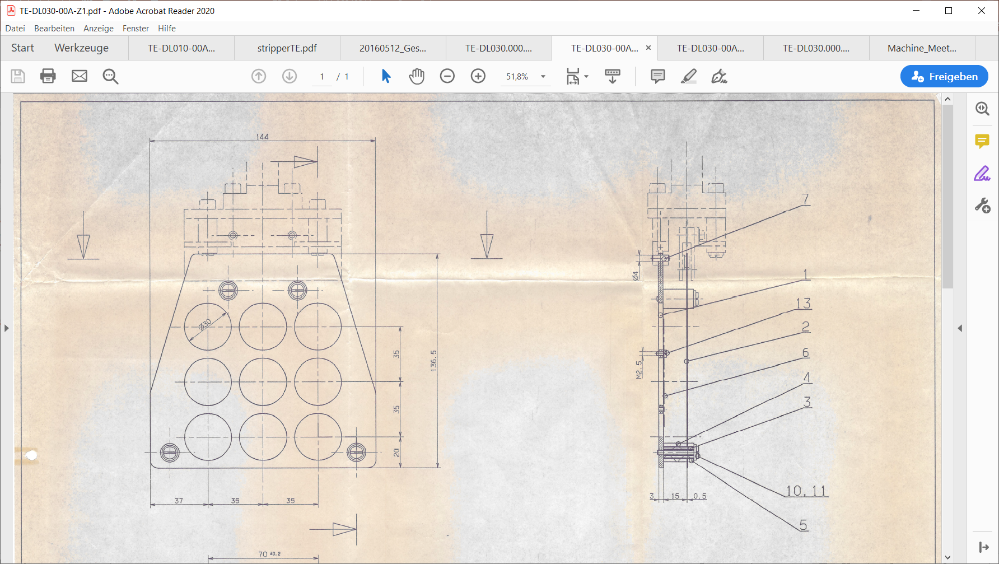 TE-DL030-00A-Z1.pdf - Adobe Acrobat Reader 2020
Datei Bearbeiten Anzeige Fenster Hilfe
Start Werkzeuge TE-DL010-00A... stripperTE.pdf 20160512_Ges... TE-DL030.000.... TE-DL030-00A... TE-DL030-00A... TE-DL030.000.... Machine_Meet...
1 / 1 51,8% Freigeben
144
7
Ø4
1
13
Ø30
2
35
136.5
M2.5
6
4
35
3
20
3 15 0.5
10, 11
37 35 35
5
70 ±0.2